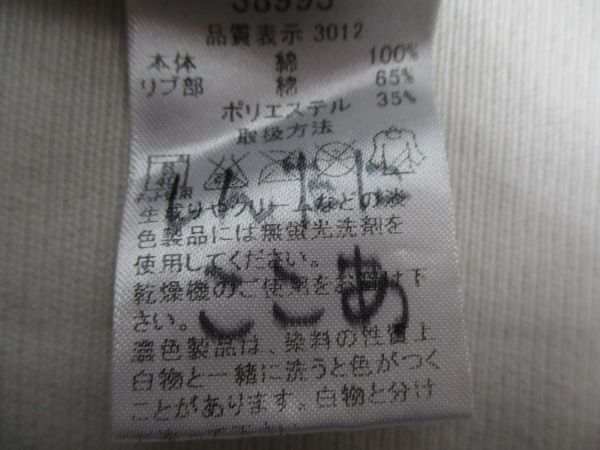 38993
品質表示 3012
本体 綿 100%
リブ部 綿 65%
ポリエステル 35%
取扱方法
生成りやクリームなどの淡
色製品には無蛍光洗剤を
使用してください。
ここあ
乾燥機のご使用をお避け下
さい。
濃色製品は、染料の性質上
白物と一緒に洗うと色がつく
ことがあります。白物と分け